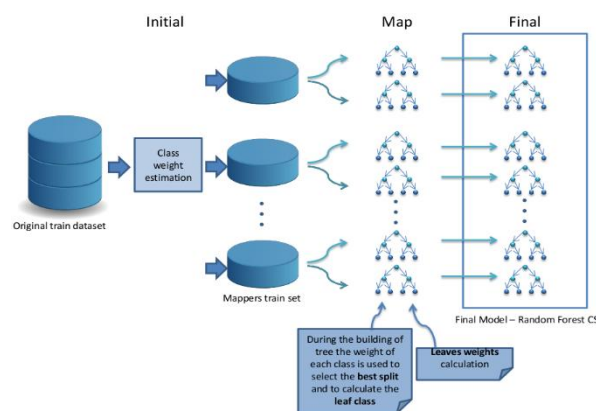 Initial
Map
Final
Class
weight
estimation
Original train dataset
Mappers train set
Final Model – Random Forest CS
During the building of
tree the weight of
each class is used to
select the best split
and to calculate the
leaf class
Leaves weights
calculation